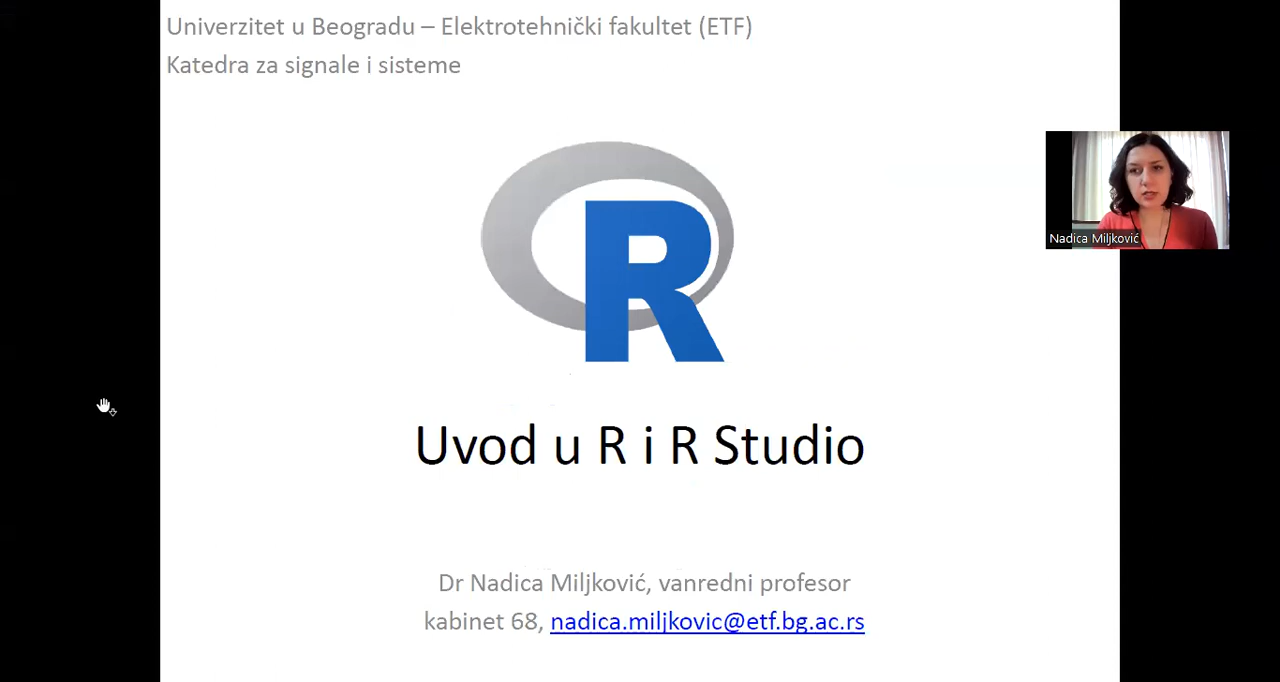 Univerzitet u Beogradu – Elektrotehnički fakultet (ETF)
Katedra za signale i sisteme
R
Nadica Miljković
Uvod u R i R Studio
Dr Nadica Miljković, vanredni profesor
kabinet 68, nadica.miljkovic@etf.bg.ac.rs